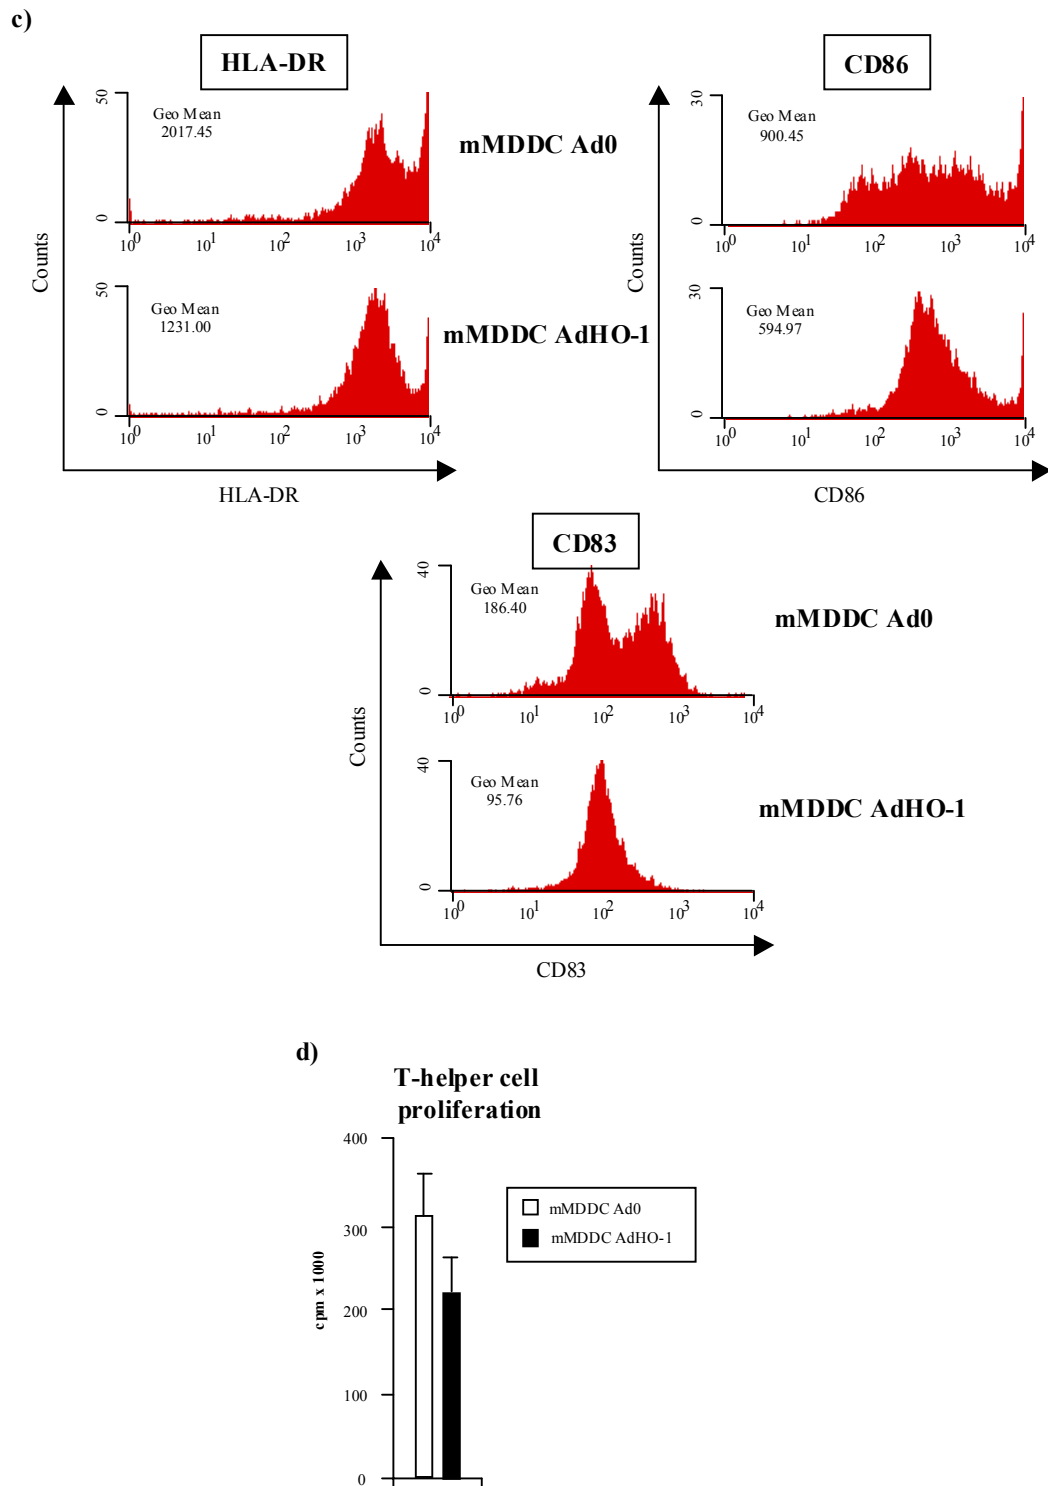 c)
HLA-DR
CD86
50
Geo Mean
2017.45
0
10^0 10^1 10^2 10^3 10^4
mMDDC Ad0
30
Geo Mean
900.45
0
10^0 10^1 10^2 10^3 10^4
Counts
50
Geo Mean
1231.00
0
10^0 10^1 10^2 10^3 10^4
mMDDC AdHO-1
30
Geo Mean
594.97
0
10^0 10^1 10^2 10^3 10^4
Counts
HLA-DR
CD86
CD83
40
Geo Mean
186.40
0
10^0 10^1 10^2 10^3 10^4
mMDDC Ad0
Counts
40
Geo Mean
95.76
0
10^0 10^1 10^2 10^3 10^4
mMDDC AdHO-1
CD83
d)
T-helper cell
proliferation
400
300
200
100
0
cpm x 1000
mMDDC Ad0
mMDDC AdHO-1